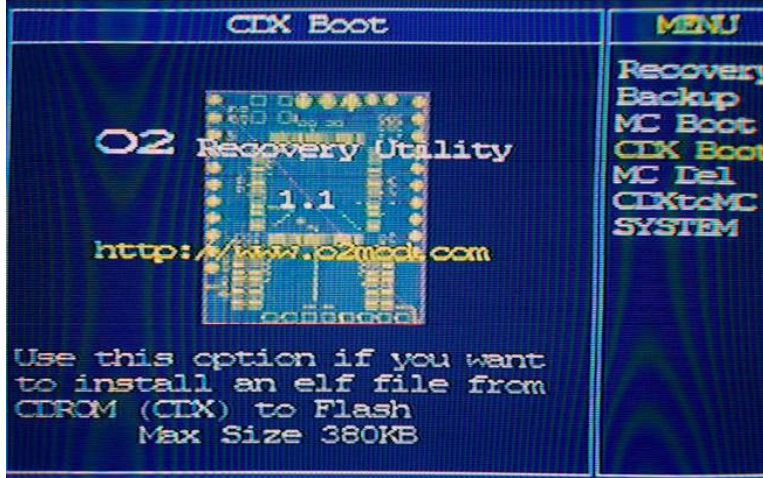 CDX Boot
O2 Recovery Utility
1.1
http://www.o2mod.com
Use this option if you want
to install an elf file from
CDROM (CDX) to Flash
Max Size 380KB
MENU
Recovery
Backup
MC Boot
CDX Boot
MC Del
CDXtoMC
SYSTEM